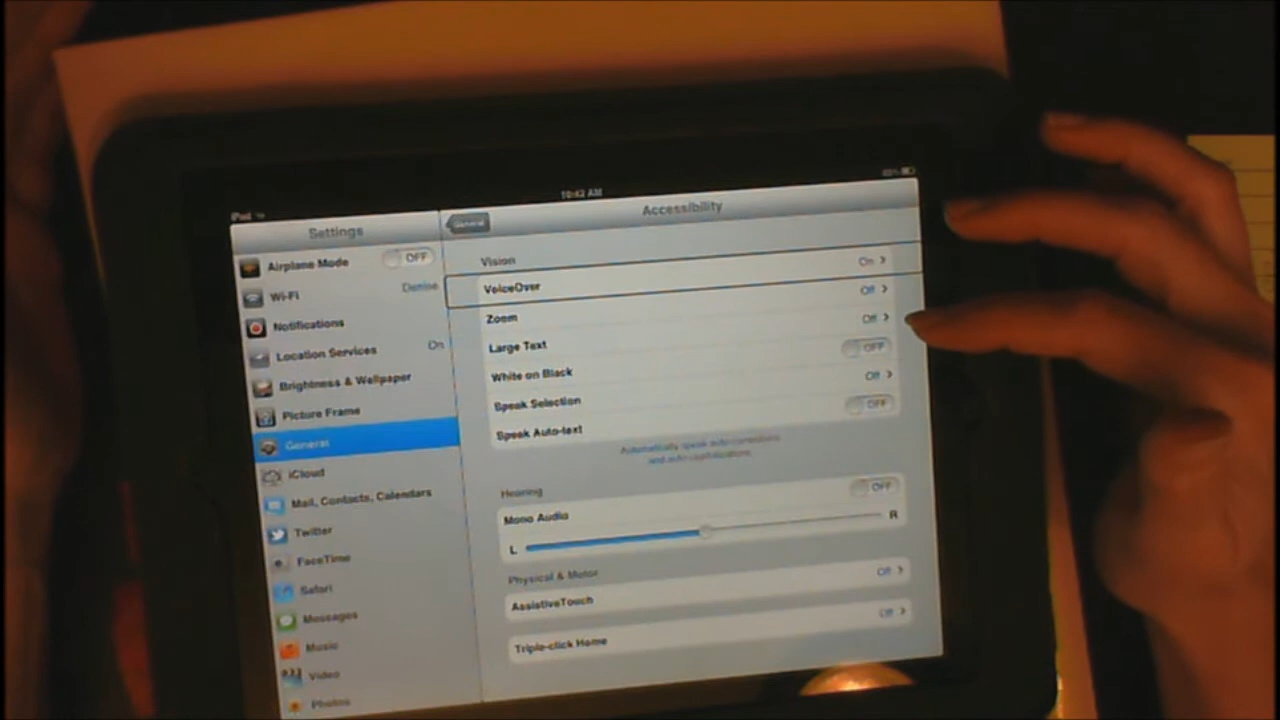 iPod
10:42 AM
Settings
General
Accessibility
Airplane Mode OFF
Wi-Fi Denise
Notifications
Location Services On
Brightness & Wallpaper
Picture Frame
General
iCloud
Mail, Contacts, Calendars
Twitter
FaceTime
Safari
Messages
Music
Video
Photos
Vision
VoiceOver On
Zoom Off
Large Text Off
White on Black OFF
Speak Selection Off
Speak Auto-text OFF
Automatically speak auto-corrections
and auto-capitalizations.
Hearing
Mono Audio OFF
L R
Physical & Motor
AssistiveTouch Off
Triple-click Home Off